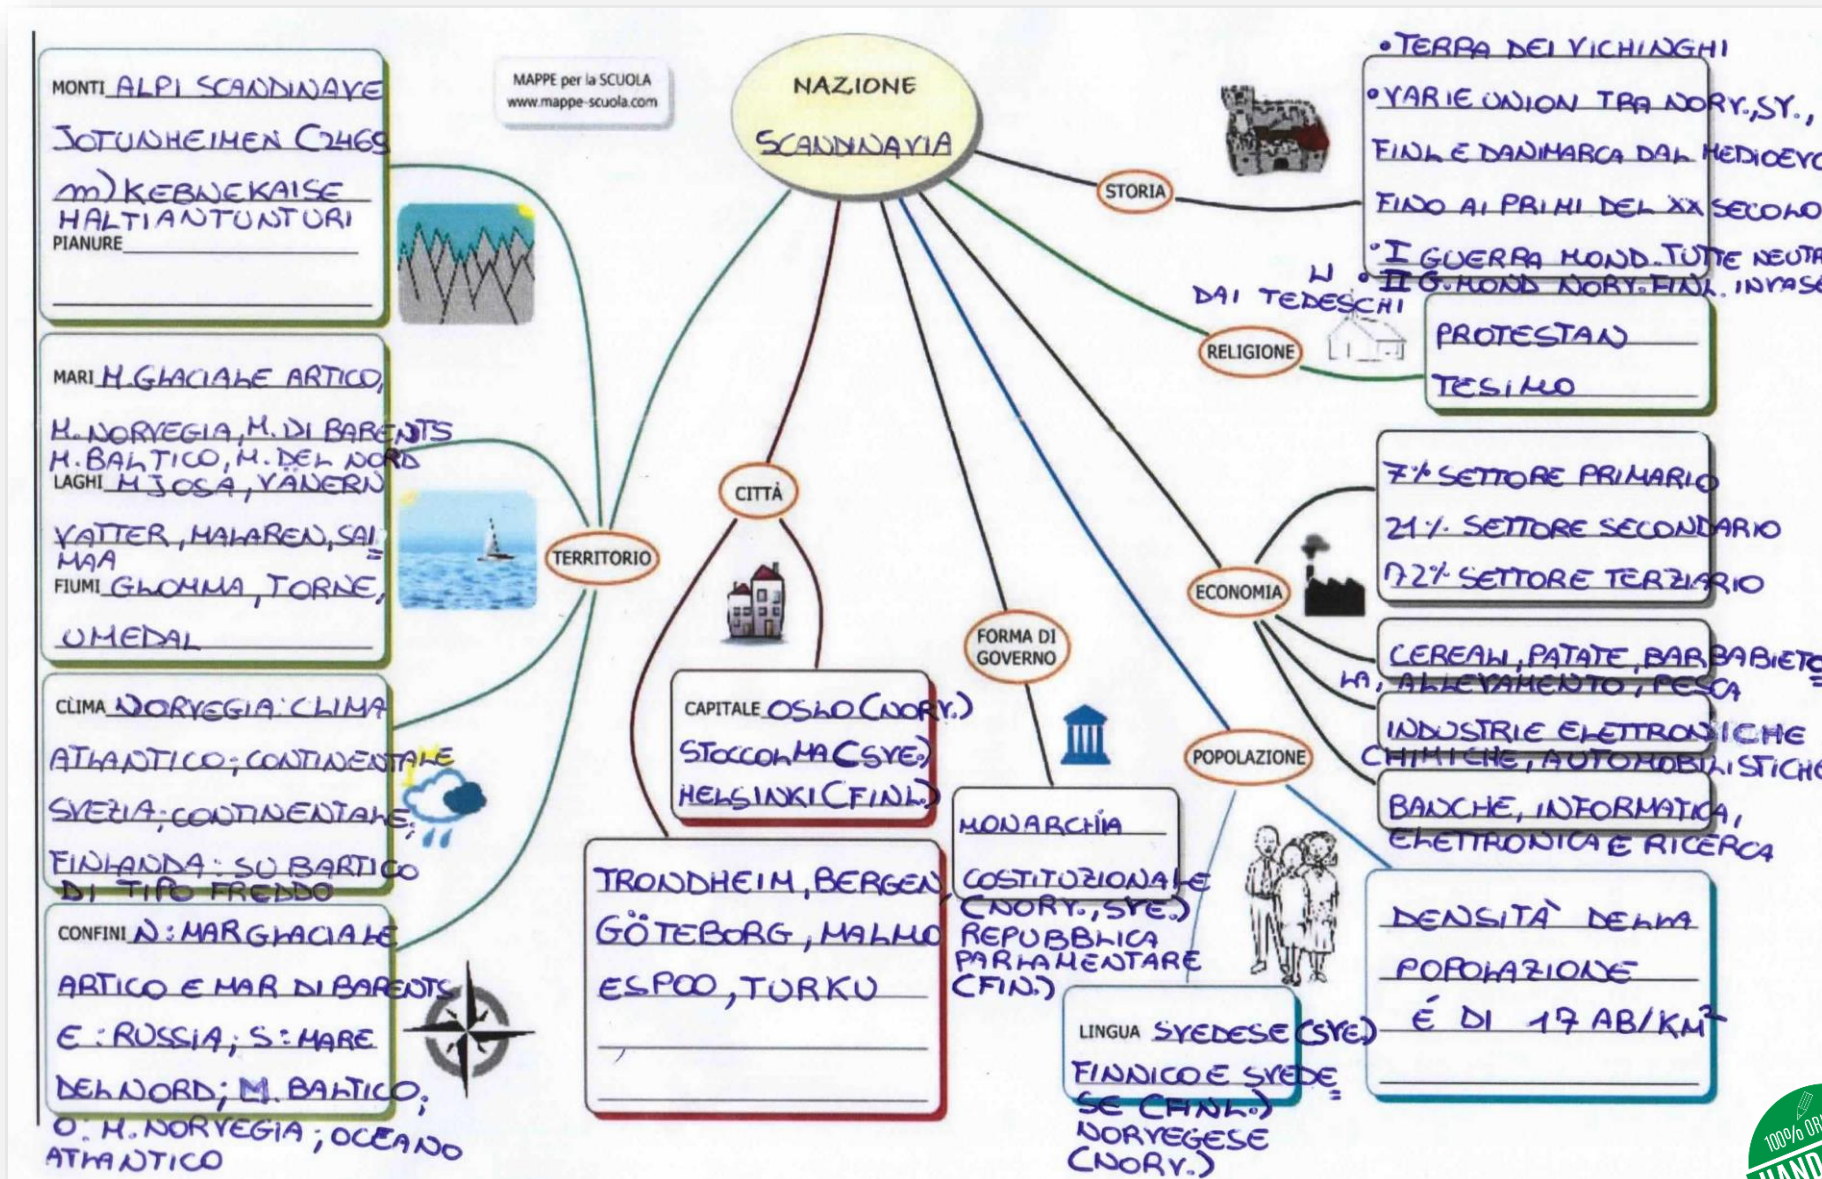 NAZIONE
SCANDINAVIA
MAPPE per la SCUOLA
www.mappe-scuola.com
MONTI ALPI SCANDINAVE
JOTUNHEIMEN (2469
m) KEBNEKAISE
HALTIANTUNTURI
PIANURE
MARI M. GLACIALE ARTICO,
M. NORVEGIA, M. DI BARENTS
M. BALTICO, M. DEL NORD
LAGHI MJOSA, VÄNERN
VATTER, MALAREN, SAI=
MAA
FIUMI GLOMMA, TORNE,
UMEDAL
CLIMA NORVEGIA: CLIMA
ATLANTICO; CONTINENTALE
SVEZIA: CONTINENTALE;
FINLANDA: SUBARTICO
DI TIPO FREDDO
CONFINI N: MAR GLACIALE
ARTICO E MAR DI BARENTS
E: RUSSIA; S: MARE
DEL NORD; M. BALTICO;
O: M. NORVEGIA; OCEANO
ATLANTICO
TERRITORIO
CITTÀ
CAPITALE OSLO (NORV.)
STOCCOLMA (SVE.)
HELSINKI (FINL.)
TRONDHEIM, BERGEN,
GÖTEBORG, MALMO
ESPOO, TURKU
FORMA DI
GOVERNO
MONARCHIA
COSTITUZIONALE
(NORV., SVE.)
REPUBBLICA
PARLAMENTARE
(FIN.)
POPOLAZIONE
LINGUA SVEDESE (SVE)
FINNICO E SVEDE=
SE (FINL.)
NORVEGESE
(NORV.)
DENSITÀ DELLA
POPOLAZIONE
É DI 17 AB/KM²
ECONOMIA
7% SETTORE PRIMARIO
21% SETTORE SECONDARIO
72% SETTORE TERZIARIO
CEREALI, PATATE, BARBABIETO=
LA, ALLEVAMENTO, PESCA
INDUSTRIE ELETTRONICHE
CHIMICHE, AUTOMOBILISTICHE
BANCHE, INFORMATICA,
ELETTRONICA E RICERCA
RELIGIONE
PROTESTAN
TESIMO
STORIA
• TERRA DEI VICHINGHI
• VARIE UNION TRA NORV., SV.,
FINL E DANIMARCA DAL MEDIOEVO
FINO AI PRIMI DEL XX SECOLO
• I GUERRA MOND. TUTTE NEUTRA
LI • II G. MOND NORV. FINL. INVASE
DAI TEDESCHI
100%